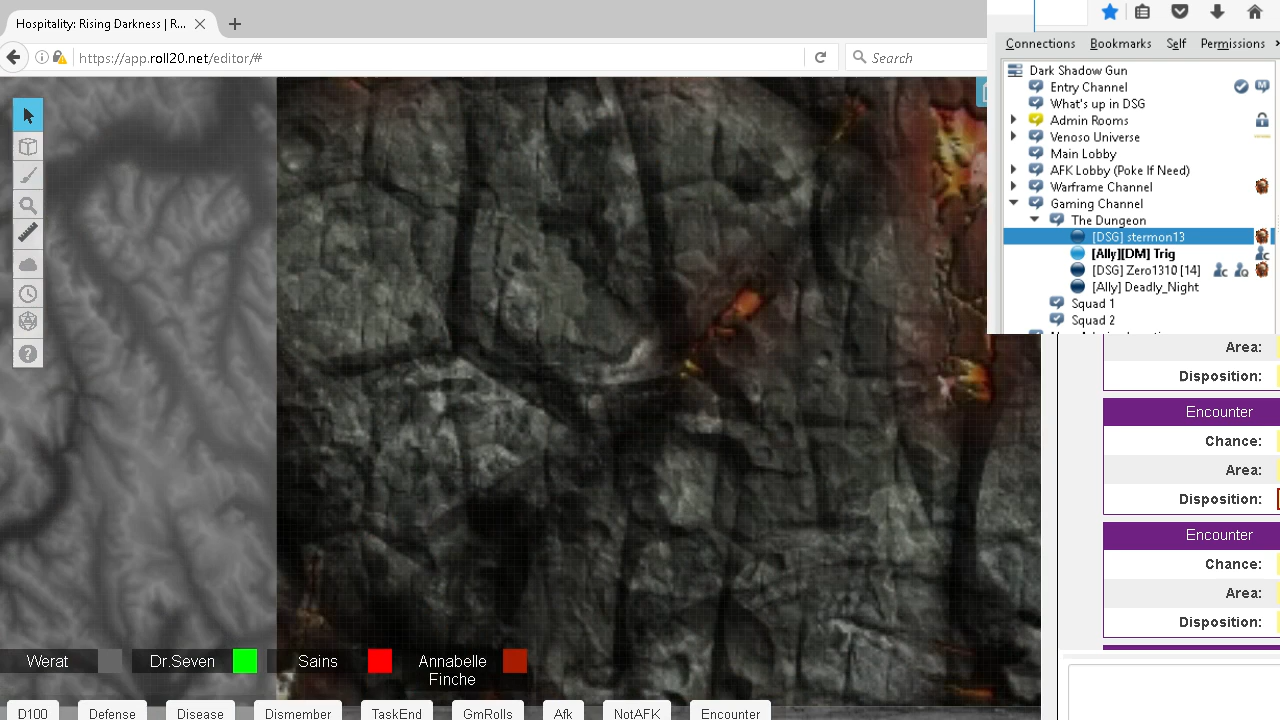 Hospitality: Rising Darkness | R...
https://app.roll20.net/editor/#
Search
Connections Bookmarks Self Permissions
Dark Shadow Gun
Entry Channel
What's up in DSG
Admin Rooms
Venoso Universe
Main Lobby
AFK Lobby (Poke If Need)
Warframe Channel
Gaming Channel
The Dungeon
[DSG] stermon13
[Ally][DM] Trig
[DSG] Zero1310 [14]
[Ally] Deadly_Night
Squad 1
Squad 2
Area:
Disposition:
Encounter
Chance:
Area:
Disposition:
Encounter
Chance:
Area:
Disposition:
Werat
Dr.Seven
Sains
Annabelle
Finche
D100
TaskEnd
GmRolls
Afk
NotAFK
Encounter